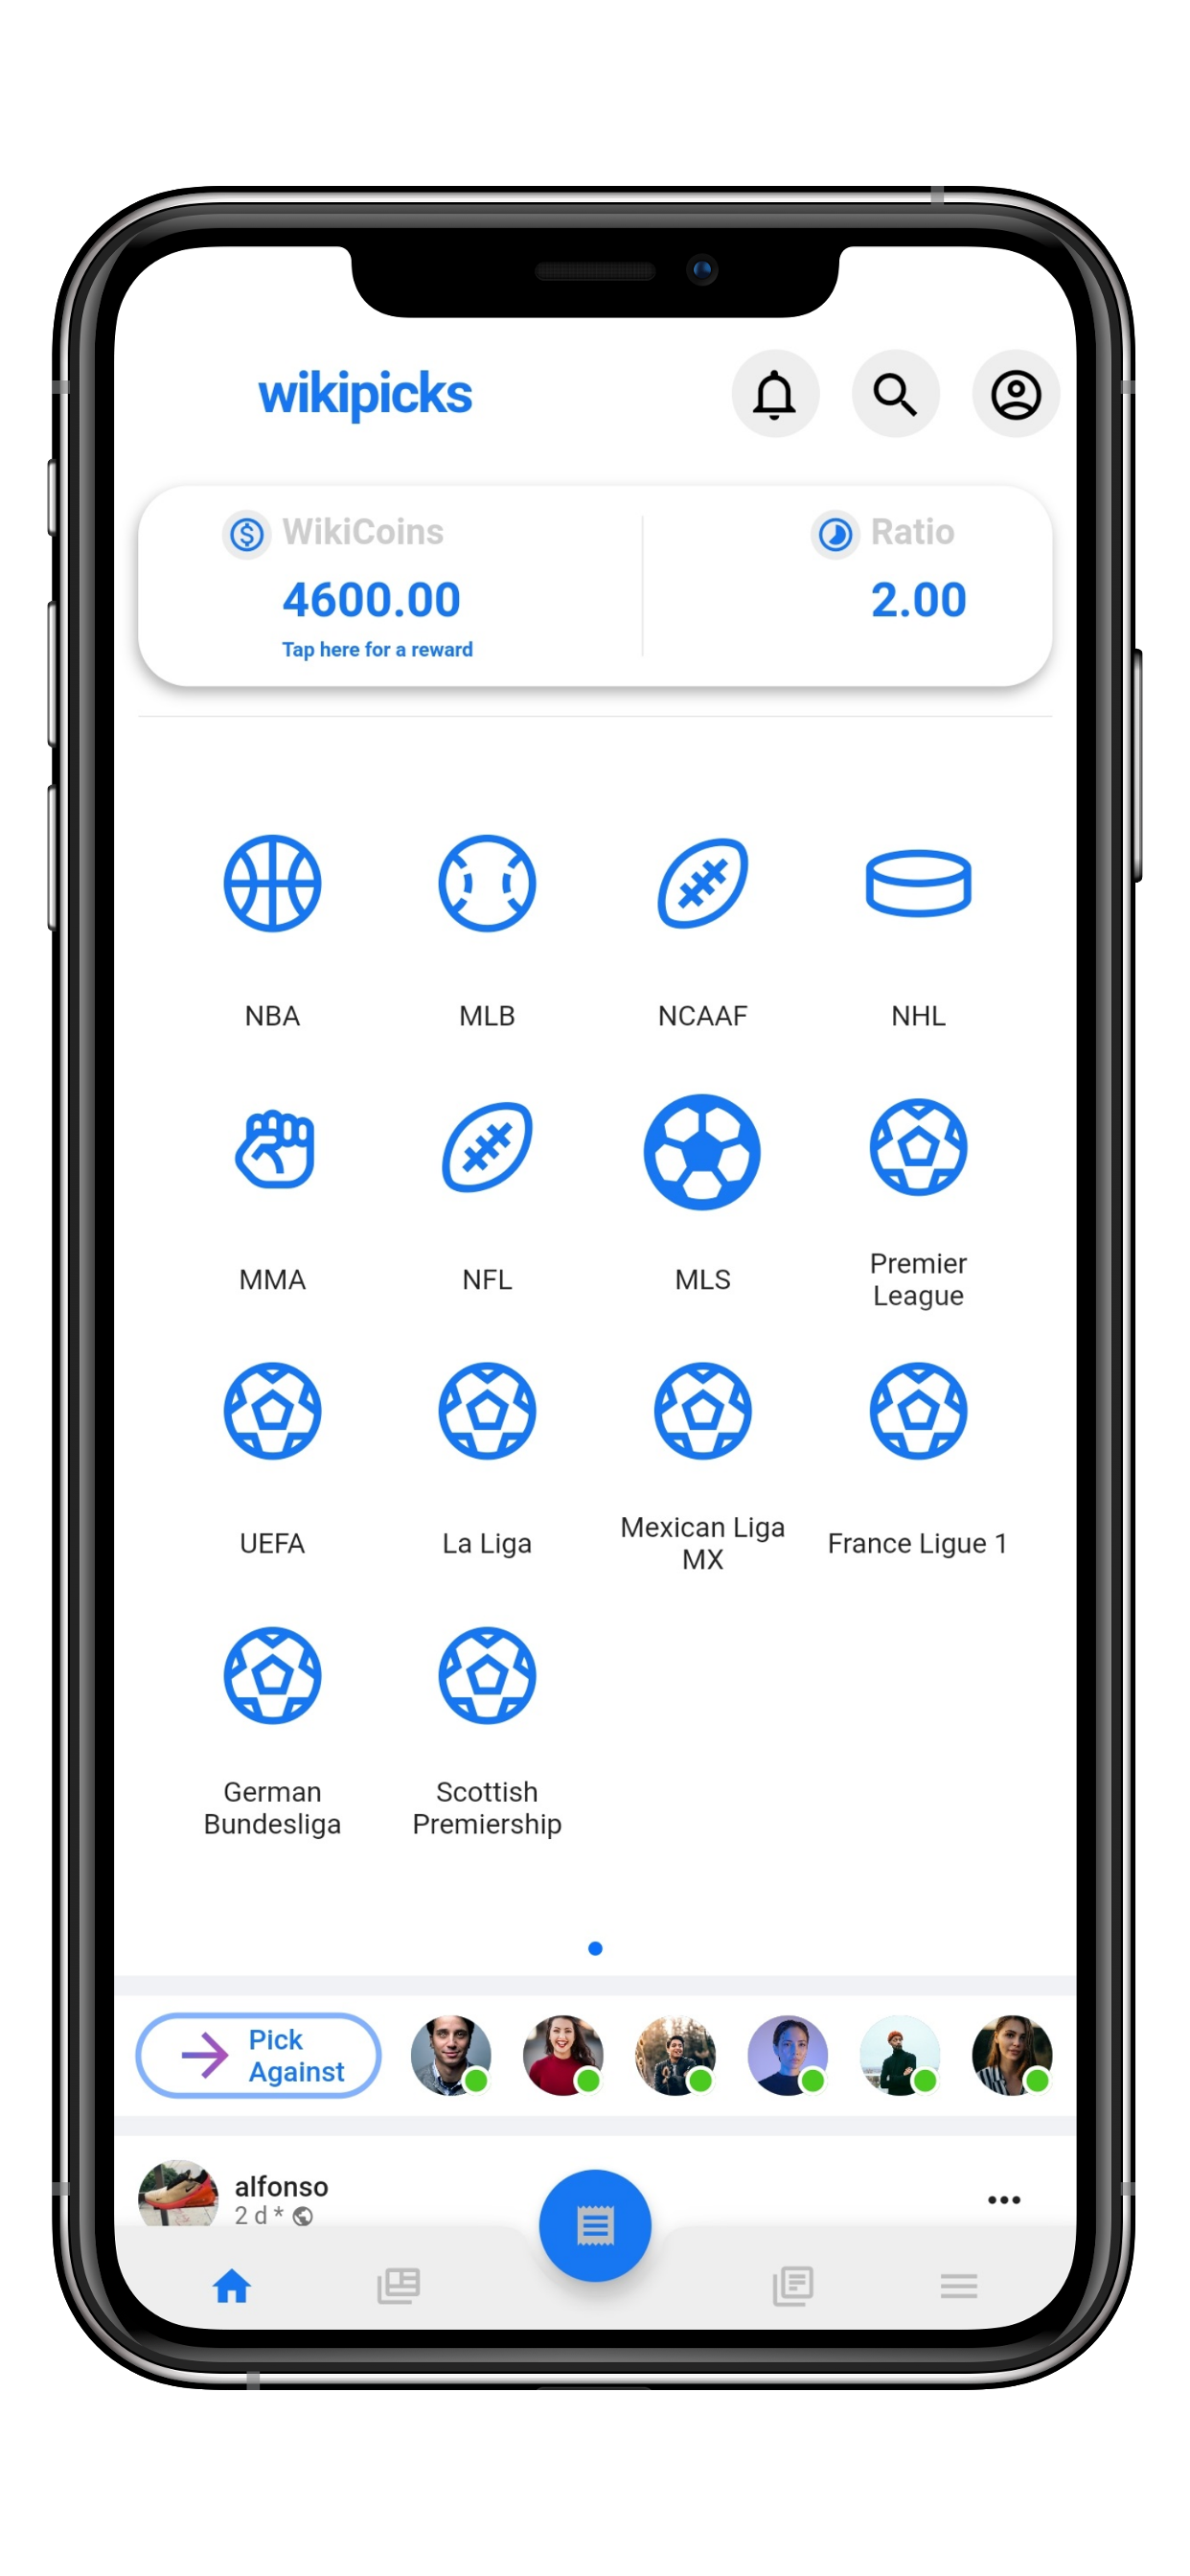 wikipicks
WikiCoins
Ratio
4600.00
2.00
Tap here for a reward
NBA
MLB
NCAAF
NHL
MMA
NFL
MLS
Premier
League
UEFA
La Liga
Mexican Liga
MX
France Ligue 1
German
Bundesliga
Scottish
Premiership
Pick
Against
alfonso
2 d *